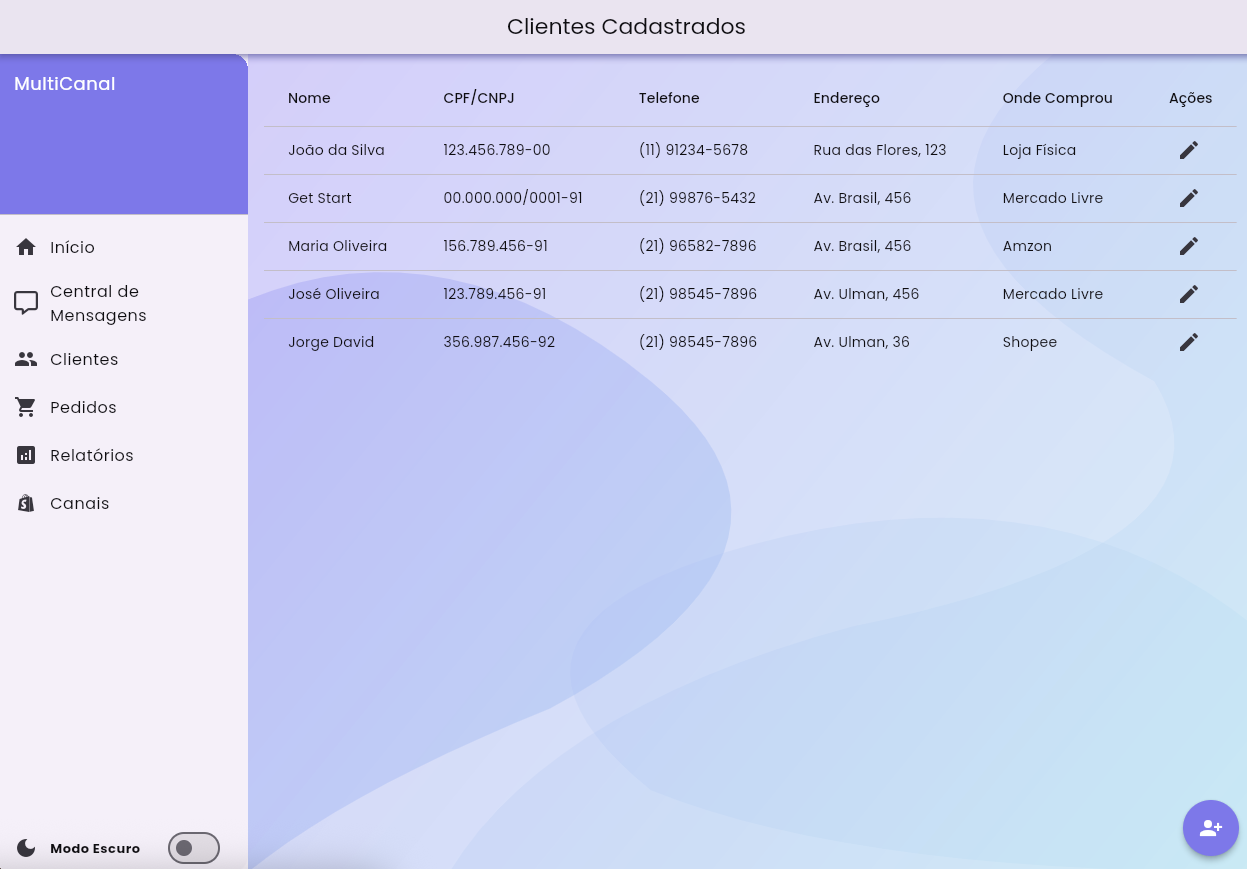 Clientes Cadastrados
MultiCanal
Início
Central de
Mensagens
Clientes
Pedidos
Relatórios
Canais
Modo Escuro
Nome CPF/CNPJ Telefone Endereço Onde Comprou Ações
João da Silva 123.456.789-00 (11) 91234-5678 Rua das Flores, 123 Loja Física
Get Start 00.000.000/0001-91 (21) 99876-5432 Av. Brasil, 456 Mercado Livre
Maria Oliveira 156.789.456-91 (21) 96582-7896 Av. Brasil, 456 Amzon
José Oliveira 123.789.456-91 (21) 98545-7896 Av. Ulman, 456 Mercado Livre
Jorge David 356.987.456-92 (21) 98545-7896 Av. Ulman, 36 Shopee